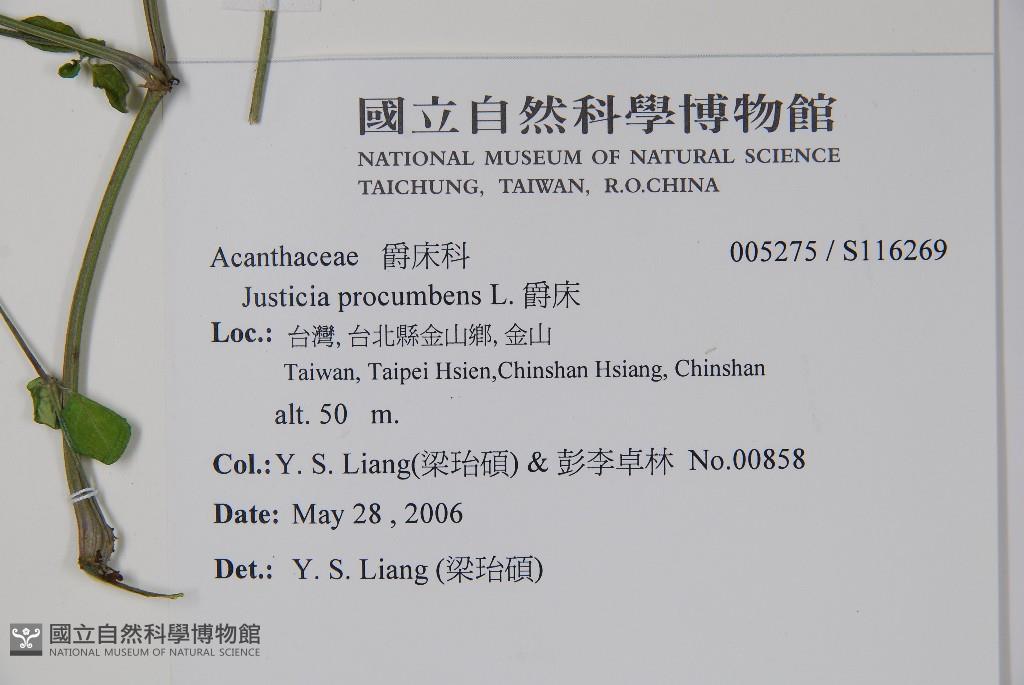 國立自然科學博物館
NATIONAL MUSEUM OF NATURAL SCIENCE
TAICHUNG, TAIWAN, R.O.CHINA
Acanthaceae 爵床科 005275 / S116269
Justicia procumbens L. 爵床
Loc.: 台灣, 台北縣金山鄉, 金山
Taiwan, Taipei Hsien,Chinshan Hsiang, Chinshan
alt. 50 m.
Col.: Y. S. Liang(梁珆碩) & 彭李卓林 No.00858
Date: May 28 , 2006
Det.: Y. S. Liang (梁珆碩)
國立自然科學博物館
NATIONAL MUSEUM OF NATURAL SCIENCE